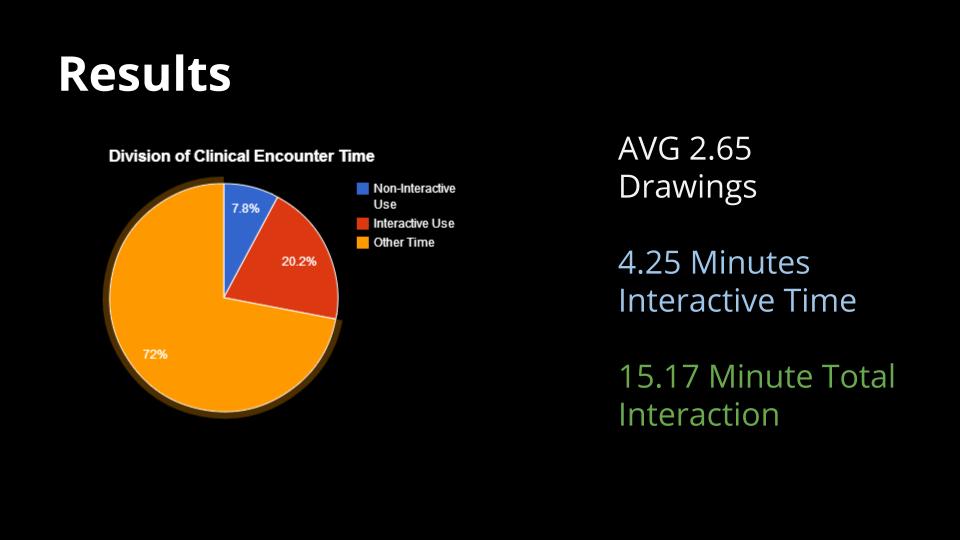 Results
Division of Clinical Encounter Time
Non-Interactive
Use
Interactive Use
Other Time
7.8%
20.2%
72%
AVG 2.65
Drawings
4.25 Minutes
Interactive Time
15.17 Minute Total
Interaction